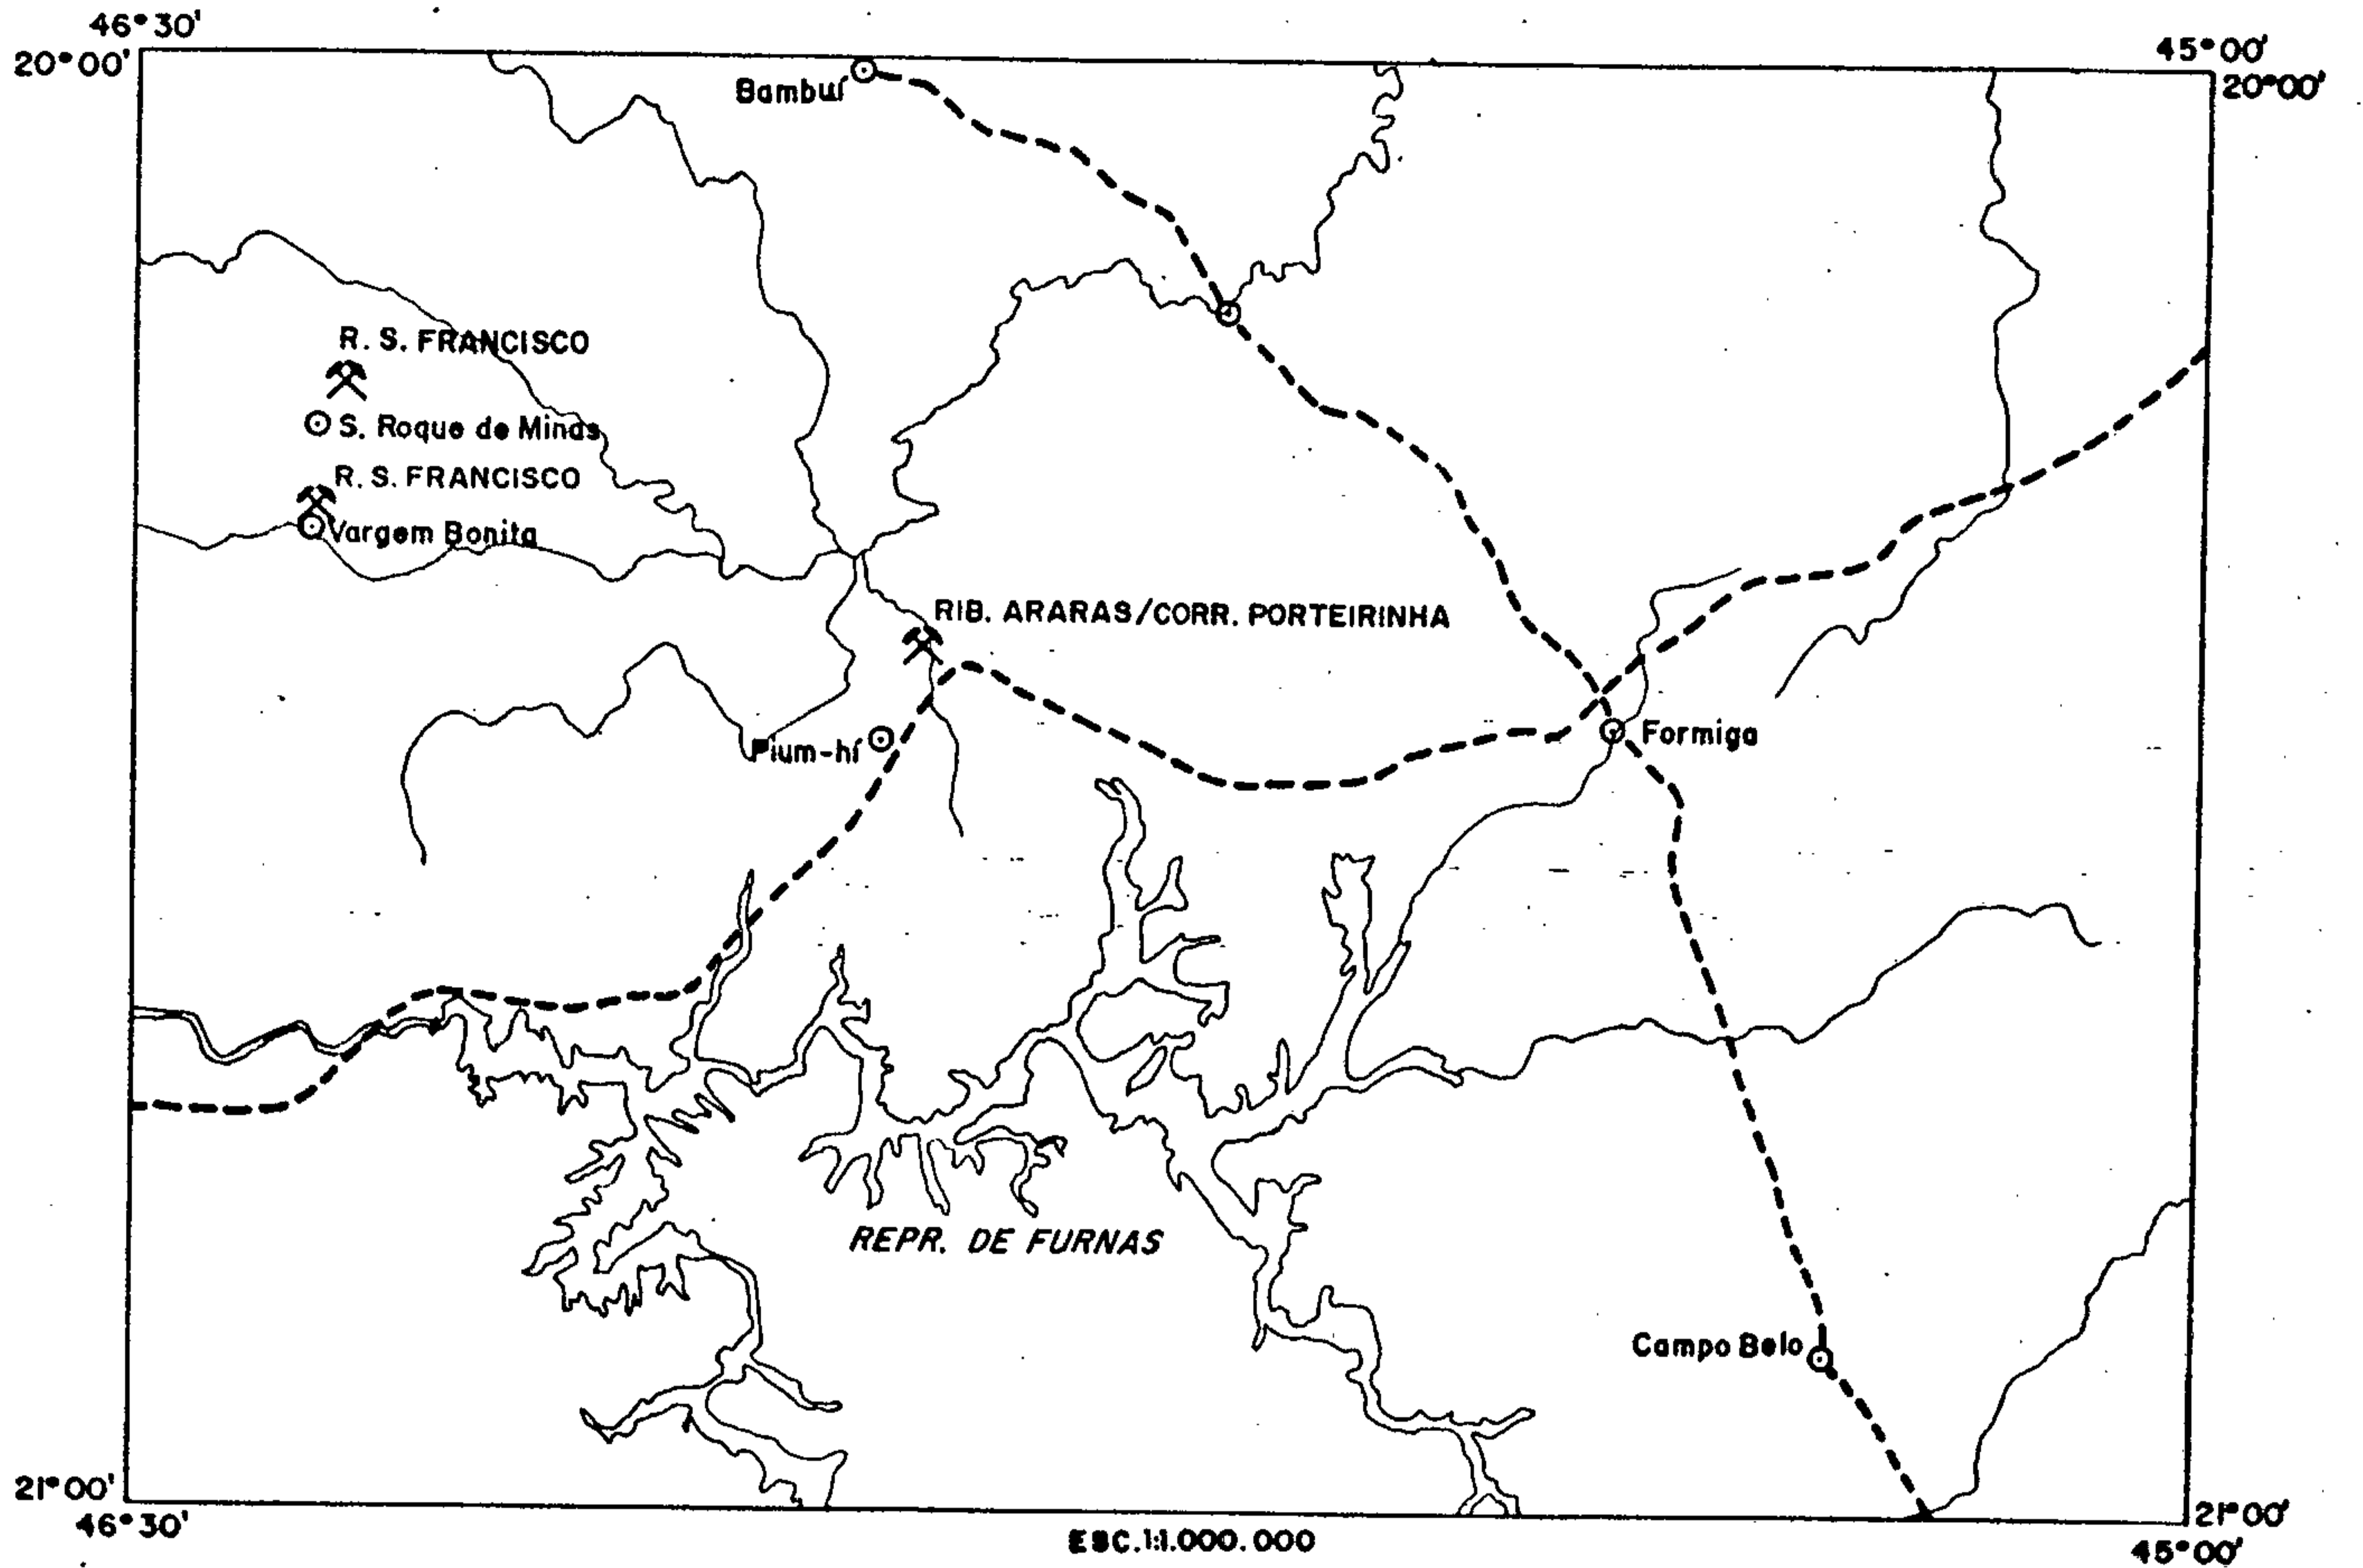 46°30'
45°00'
20°00'
20°00'
Bambuí
R. S. FRANCISCO
S. Roque de Minas
R. S. FRANCISCO
Vargem Bonita
RIB. ARARAS/CORR. PORTEIRINHA
Pium-hí
Formiga
REPR. DE FURNAS
Campo Belo
21°00'
21°00'
46°30'
ESC. 1:1.000.000
45°00'